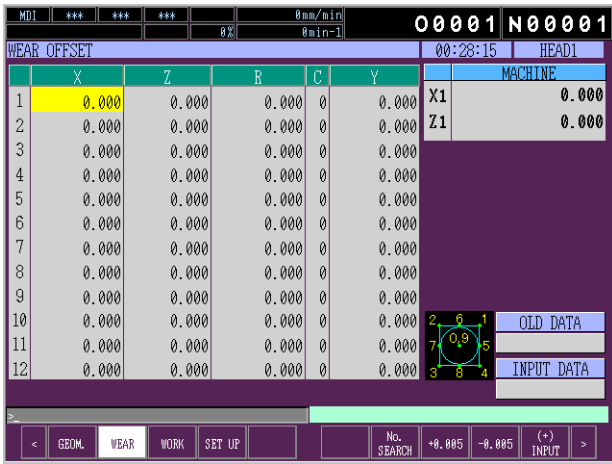 MDI *** *** *** 0mm/min O0001 N00001
0% 0min-1
WEAR OFFSET 00:28:15 HEAD1
X Z R C Y MACHINE
1 0.000 0.000 0.000 0 0.000 X1 0.000
2 0.000 0.000 0.000 0 0.000 Z1 0.000
3 0.000 0.000 0.000 0 0.000
4 0.000 0.000 0.000 0 0.000
5 0.000 0.000 0.000 0 0.000
6 0.000 0.000 0.000 0 0.000
7 0.000 0.000 0.000 0 0.000
8 0.000 0.000 0.000 0 0.000
9 0.000 0.000 0.000 0 0.000
10 0.000 0.000 0.000 0 0.000 2 6 1 OLD DATA
11 0.000 0.000 0.000 0 0.000 7 0,9 5
12 0.000 0.000 0.000 0 0.000 3 8 4 INPUT DATA
>_
< GEOM. WEAR WORK SET UP No. SEARCH +0.005 -0.005 (+) INPUT >